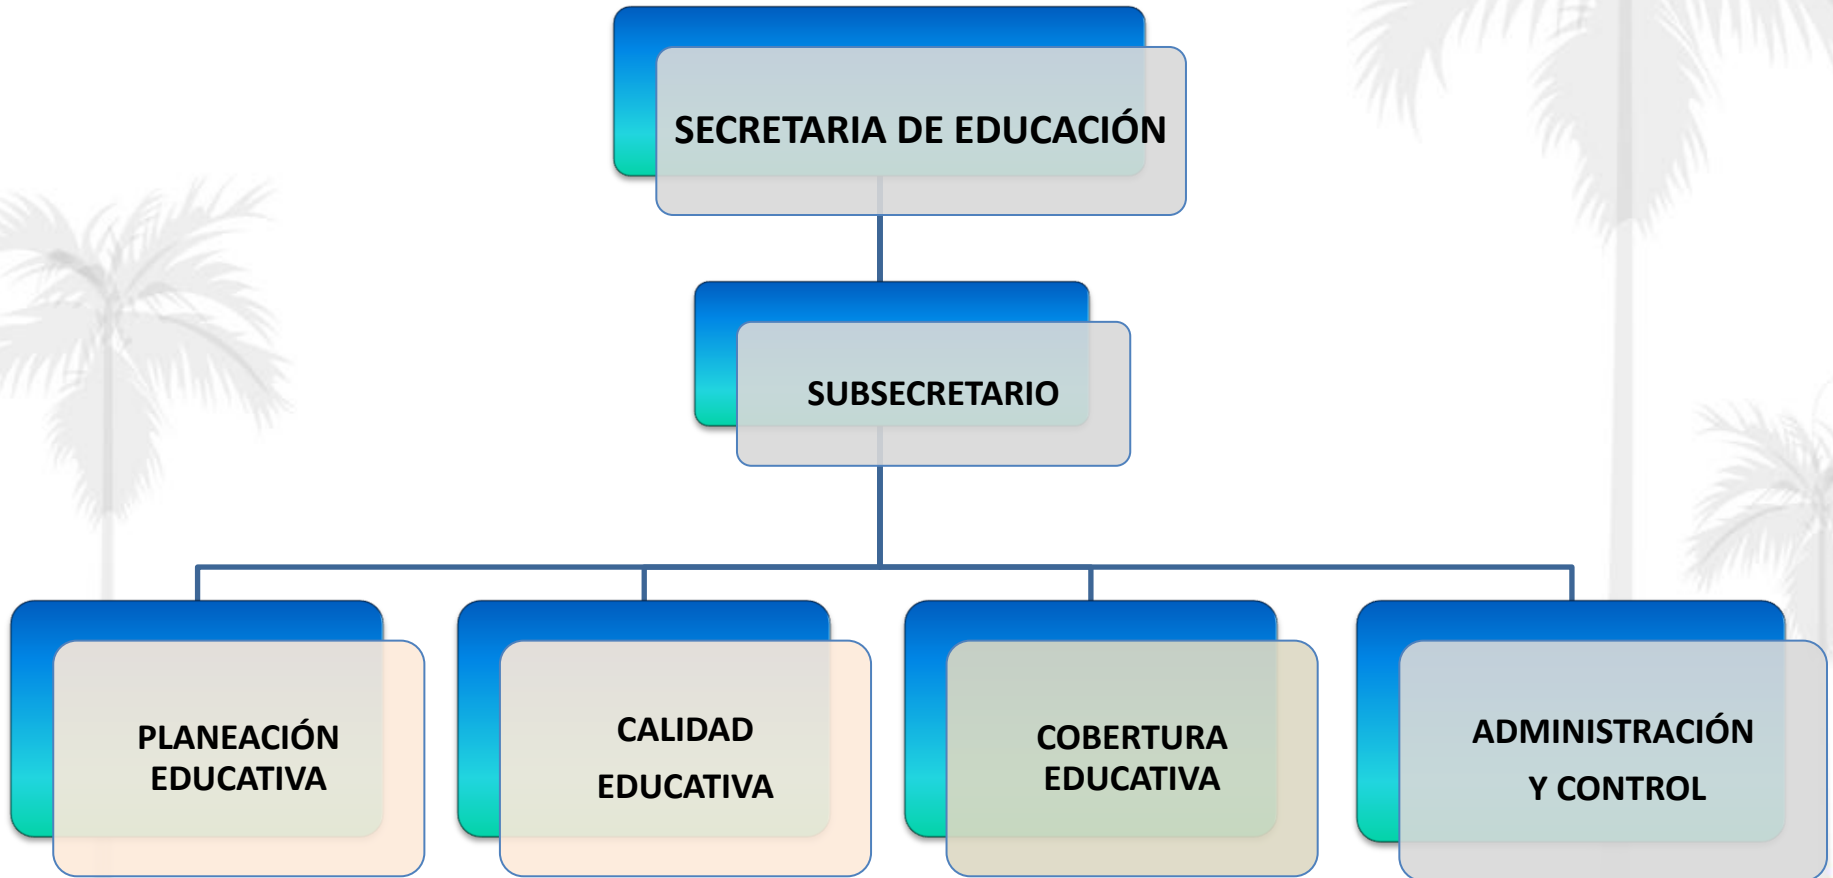 SECRETARIA DE EDUCACIÓN
SUBSECRETARIO
PLANEACIÓN
EDUCATIVA
CALIDAD
EDUCATIVA
COBERTURA
EDUCATIVA
ADMINISTRACIÓN
Y CONTROL